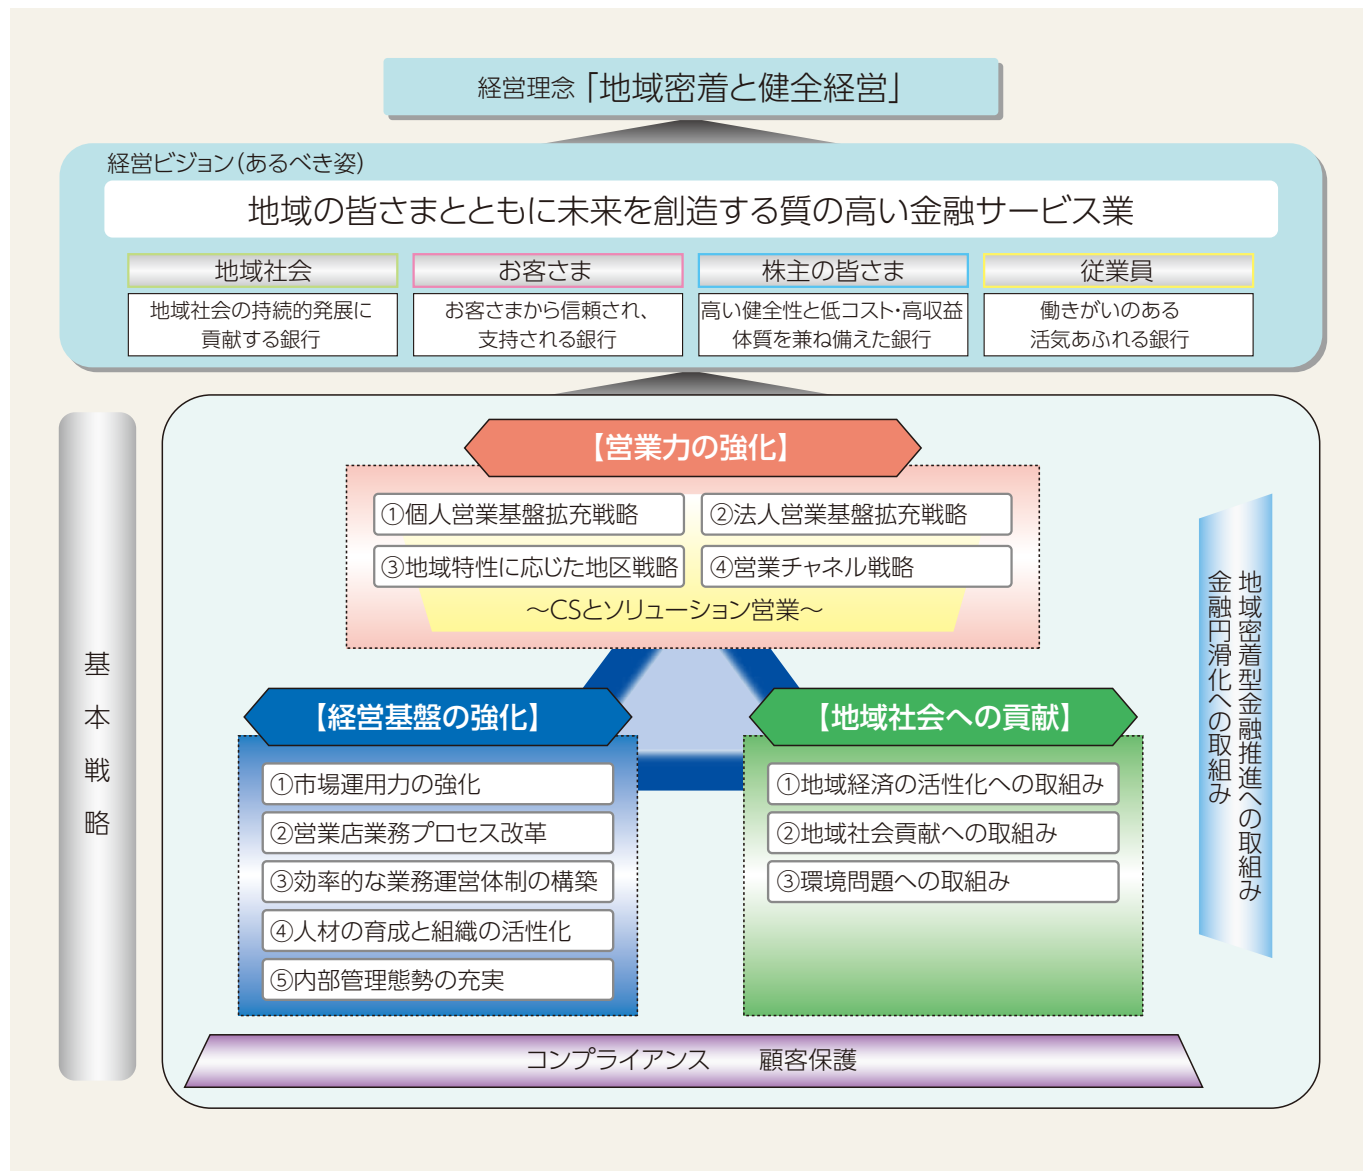 経営理念「地域密着と健全経営」
経営ビジョン(あるべき姿)
地域の皆さまとともに未来を創造する質の高い金融サービス業
地域社会
地域社会の持続的発展に
貢献する銀行
お客さま
お客さまから信頼され、
支持される銀行
株主の皆さま
高い健全性と低コスト・高収益
体質を兼ね備えた銀行
従業員
働きがいのある
活気あふれる銀行
基本戦略
【営業力の強化】
①個人営業基盤拡充戦略
②法人営業基盤拡充戦略
③地域特性に応じた地区戦略
④営業チャネル戦略
～CSとソリューション営業～
【経営基盤の強化】
①市場運用力の強化
②営業店業務プロセス改革
③効率的な業務運営体制の構築
④人材の育成と組織の活性化
⑤内部管理態勢の充実
【地域社会への貢献】
①地域経済の活性化への取組み
②地域社会貢献への取組み
③環境問題への取組み
地域密着型金融推進への取組み
金融円滑化への取組み
コンプライアンス　顧客保護